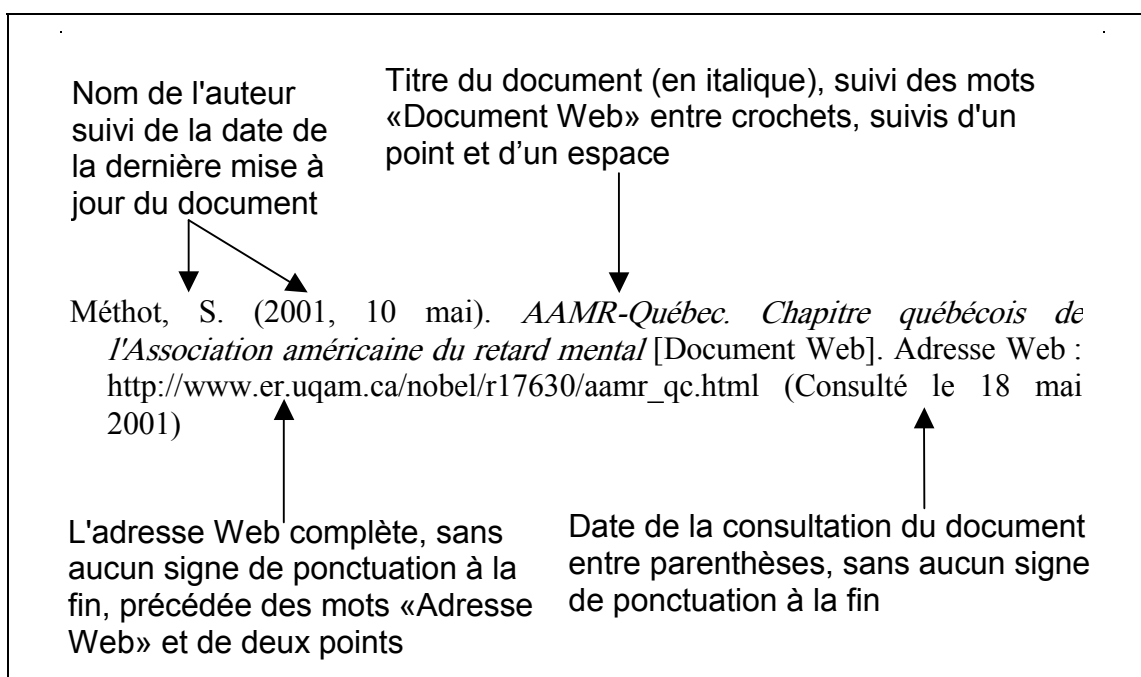 Nom de l'auteur
suivi de la date de
la dernière mise à
jour du document
Titre du document (en italique), suivi des mots
«Document Web» entre crochets, suivis d'un
point et d’un espace
Méthot, S. (2001, 10 mai). AAMR-Québec. Chapitre québécois de
l'Association américaine du retard mental [Document Web]. Adresse Web :
http://www.er.uqam.ca/nobel/r17630/aamr_qc.html (Consulté le 18 mai
2001)
L'adresse Web complète, sans
aucun signe de ponctuation à la
fin, précédée des mots «Adresse
Web» et de deux points
Date de la consultation du document
entre parenthèses, sans aucun signe
de ponctuation à la fin